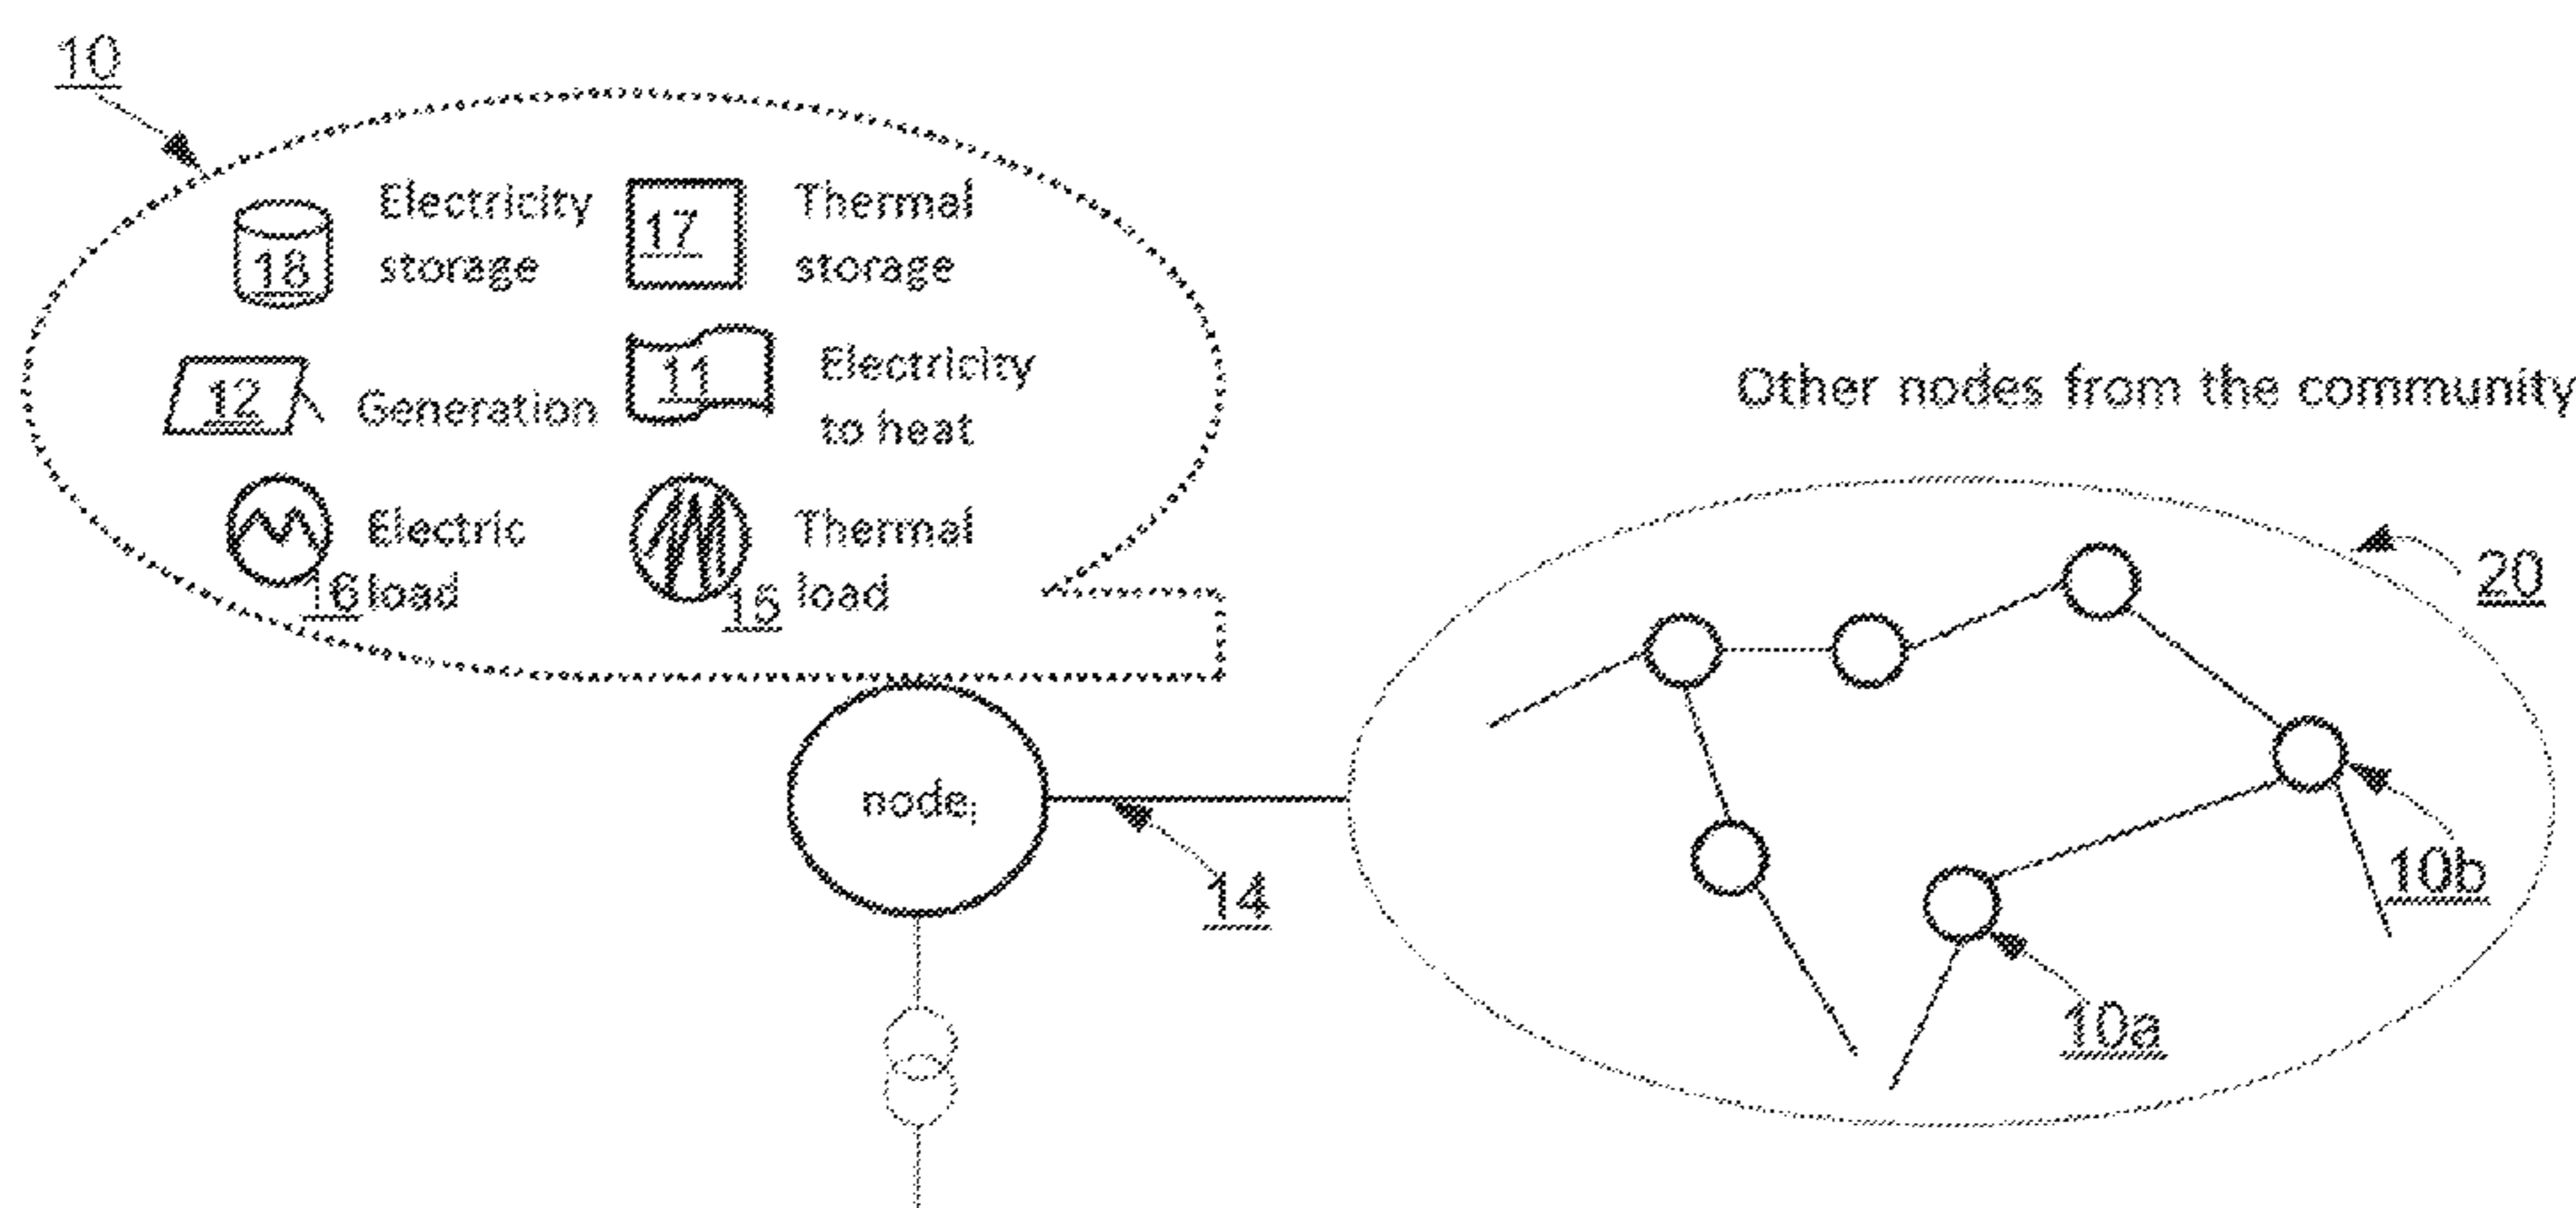 10
18
Electricity
storage
17
Thermal
storage
12
Generation
11
Electricity
to heat
16
Electric
load
15
Thermal
load
Other nodes from the community
20
node
14
10b
10a